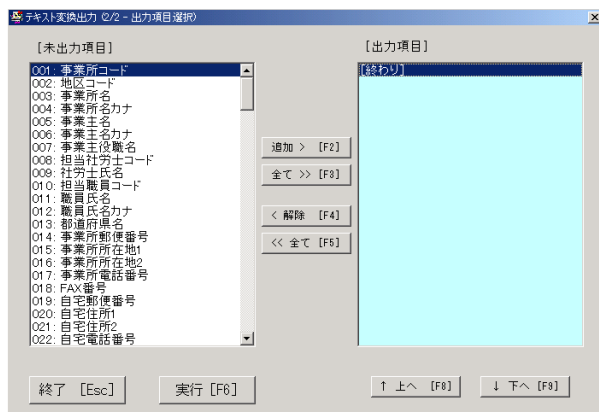 テキスト変換出力 (2/2 - 出力項目選択)
[未出力項目]
[出力項目]
001: 事業所コード
002: 地区コード
003: 事業所名
004: 事業所名カナ
005: 事業主名
006: 事業主名カナ
007: 事業主役職名
008: 担当社労士コード
009: 社労士氏名
010: 担当職員コード
011: 職員氏名
012: 職員氏名カナ
013: 都道府県名
014: 事業所郵便番号
015: 事業所所在地1
016: 事業所所在地2
017: 事業所電話番号
018: FAX番号
019: 自宅郵便番号
020: 自宅住所1
021: 自宅住所2
022: 自宅電話番号
追加 > [F2]
全て >> [F3]
< 解除 [F4]
<< 全て [F5]
[終わり]
終了 [Esc]
実行 [F6]
↑ 上へ [F8]
↓ 下へ [F9]